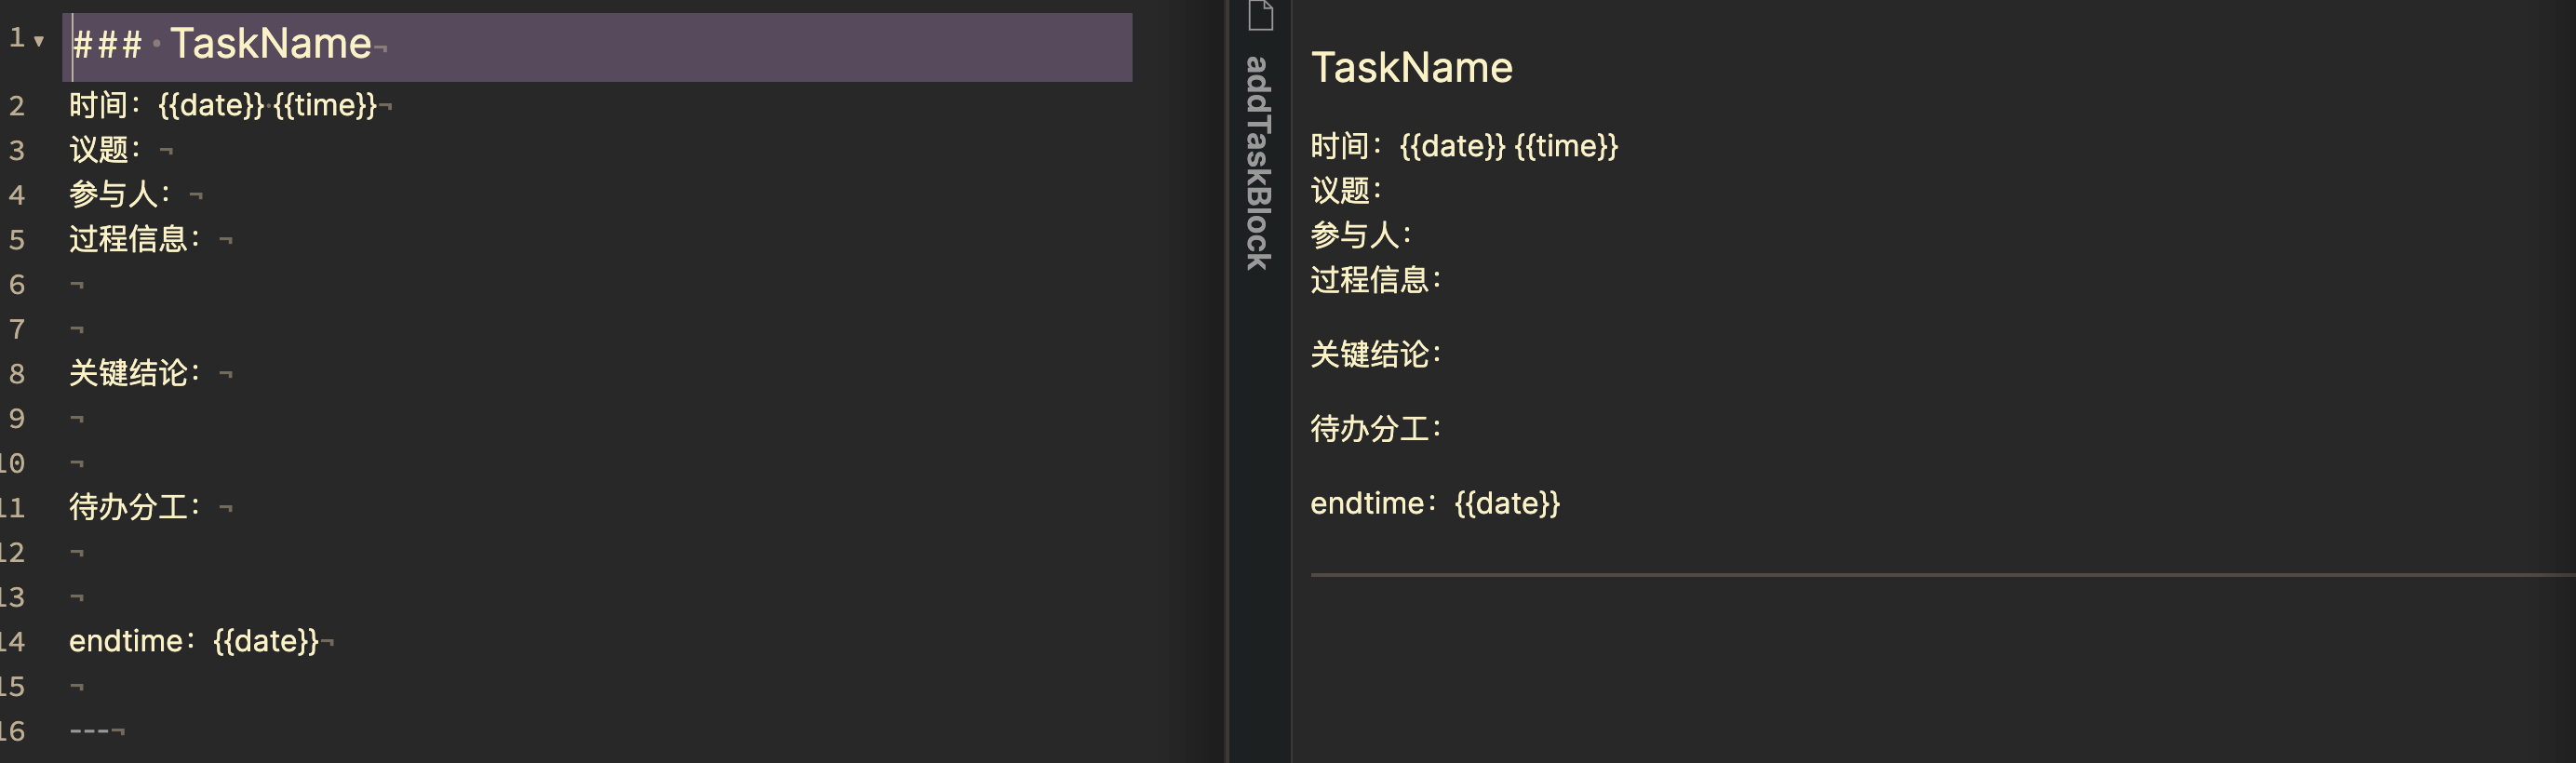 1 ### TaskName¬
2 时间：{{date}} {{time}}¬
3 议题：¬
4 参与人：¬
5 过程信息：¬
6 ¬
7 ¬
8 关键结论：¬
9 ¬
10 ¬
11 待办分工：¬
12 ¬
13 ¬
14 endtime：{{date}}¬
15 ¬
16 ---¬
addTaskBlock
TaskName
时间：{{date}} {{time}}
议题：
参与人：
过程信息：
关键结论：
待办分工：
endtime：{{date}}